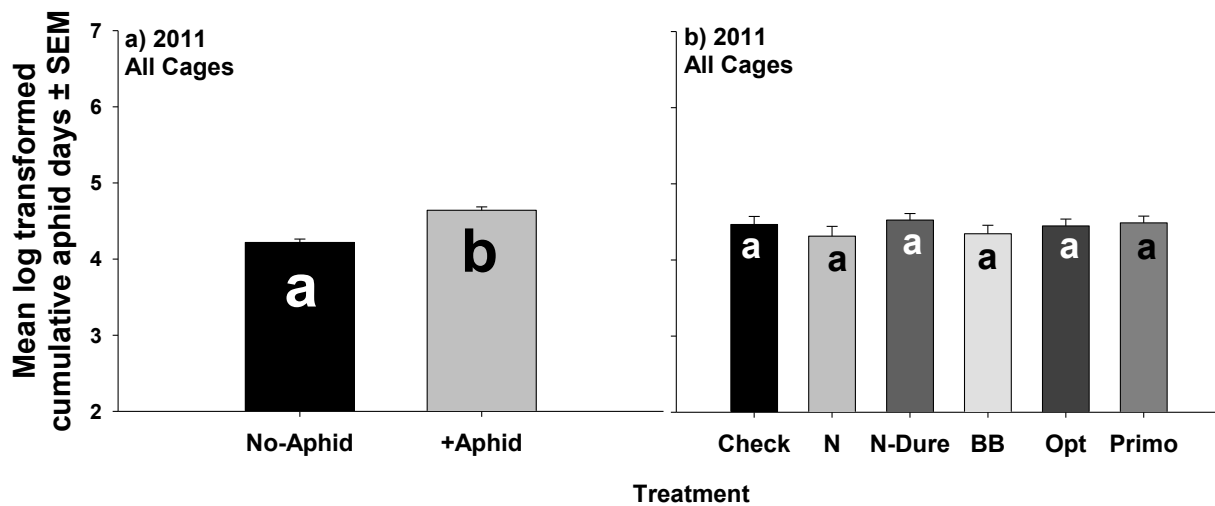 Mean log transformed
cumulative aphid days ± SEM
7
6
5
4
3
2
a) 2011
All Cages
a
b
No-Aphid
+Aphid
b) 2011
All Cages
a
a
a
a
a
a
Check
N
N-Dure
BB
Opt
Primo
Treatment